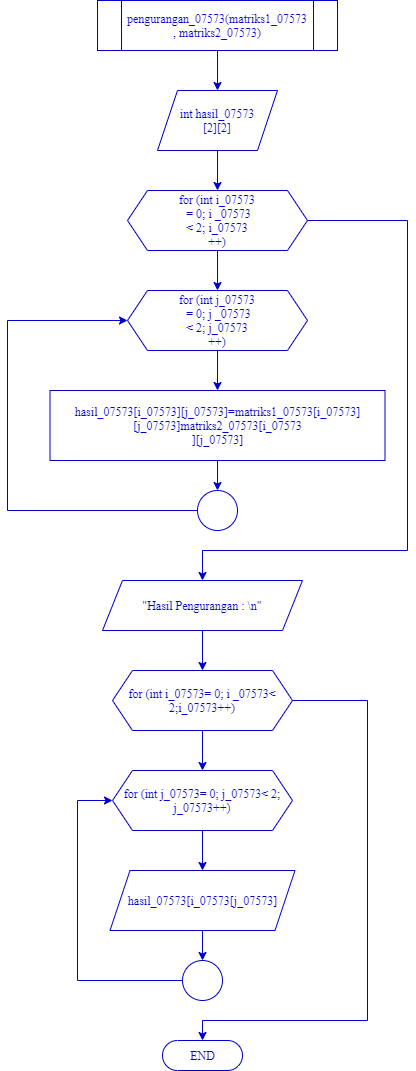 pengurangan_07573(matriks1_07573
, matriks2_07573)
int hasil_07573
[2][2]
for (int i_07573
= 0; i _07573
< 2; i_07573
++)
for (int j_07573
= 0; j _07573
< 2; j_07573
++)
hasil_07573[i_07573][j_07573]=matriks1_07573[i_07573]
[j_07573]matriks2_07573[i_07573
][j_07573]
"Hasil Pengurangan : \n"
for (int i_07573= 0; i _07573<
2;i_07573++)
for (int j_07573= 0; j_07573< 2;
j_07573++)
hasil_07573[i_07573[j_07573]
END